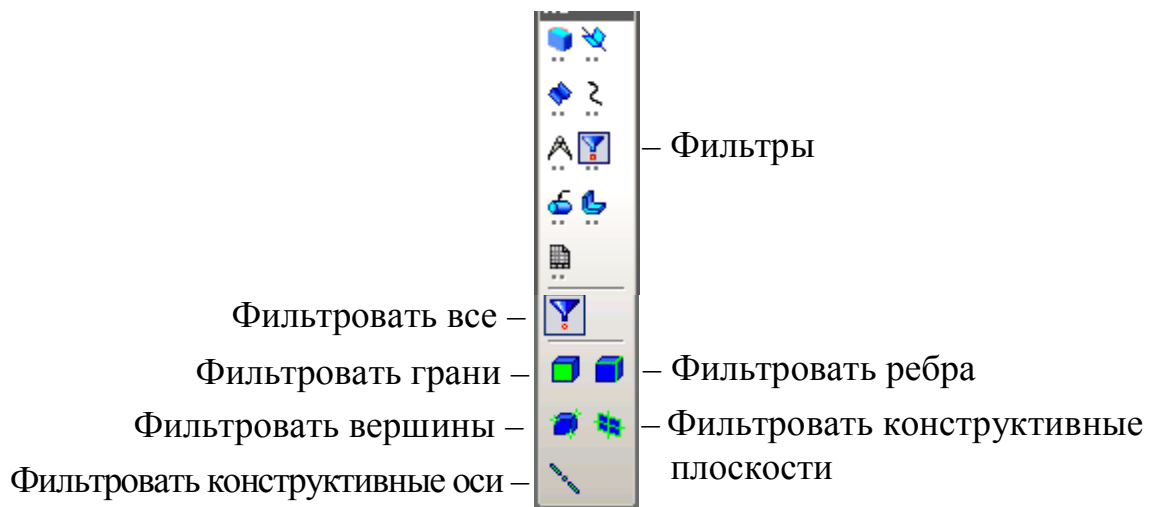 – Фильтры
Фильтровать все –
Фильтровать грани –
– Фильтровать ребра
Фильтровать вершины –
– Фильтровать конструктивные
плоскости
Фильтровать конструктивные оси –